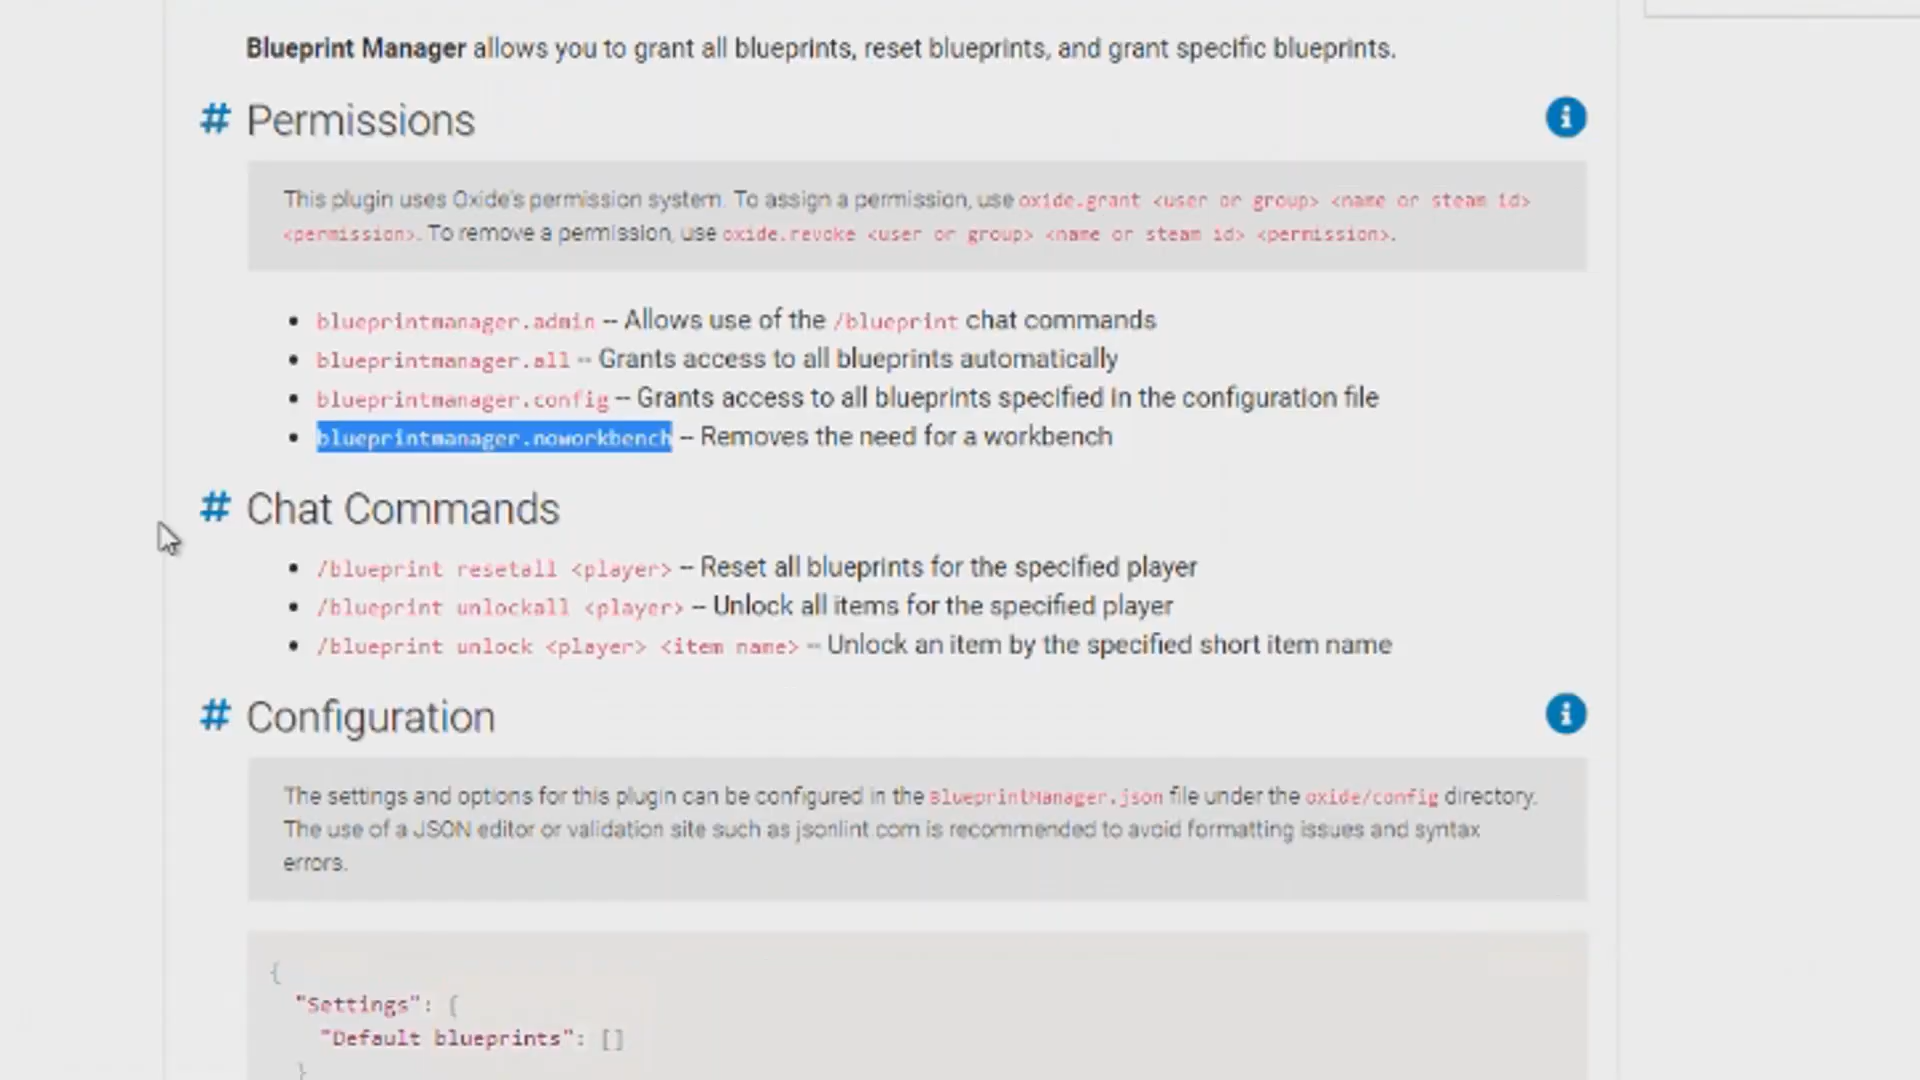 Blueprint Manager allows you to grant all blueprints, reset blueprints, and grant specific blueprints.
# Permissions
This plugin uses Oxide's permission system. To assign a permission, use oxide.grant <user or group> <name or steam id>
<permission>. To remove a permission, use oxide.revoke <user or group> <name or steam id> <permission>.
• blueprintmanager.admin -- Allows use of the /blueprint chat commands
• blueprintmanager.all -- Grants access to all blueprints automatically
• blueprintmanager.config -- Grants access to all blueprints specified in the configuration file
• blueprintmanager.noworkbench -- Removes the need for a workbench
# Chat Commands
• /blueprint resetall <player> -- Reset all blueprints for the specified player
• /blueprint unlockall <player> -- Unlock all items for the specified player
• /blueprint unlock <player> <item name> -- Unlock an item by the specified short item name
# Configuration
The settings and options for this plugin can be configured in the BlueprintManager.json file under the oxide/config directory.
The use of a JSON editor or validation site such as jsonlint.com is recommended to avoid formatting issues and syntax
errors.
{
"Settings": {
"Default blueprints": []
}